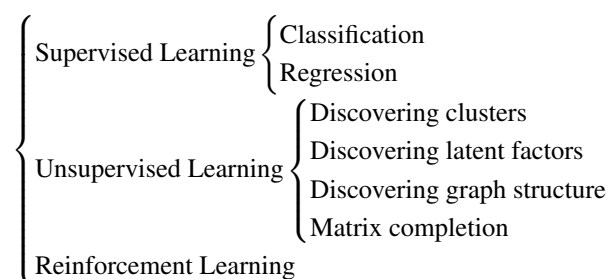 Supervised Learning
Classification
Regression
Unsupervised Learning
Discovering clusters
Discovering latent factors
Discovering graph structure
Matrix completion
Reinforcement Learning